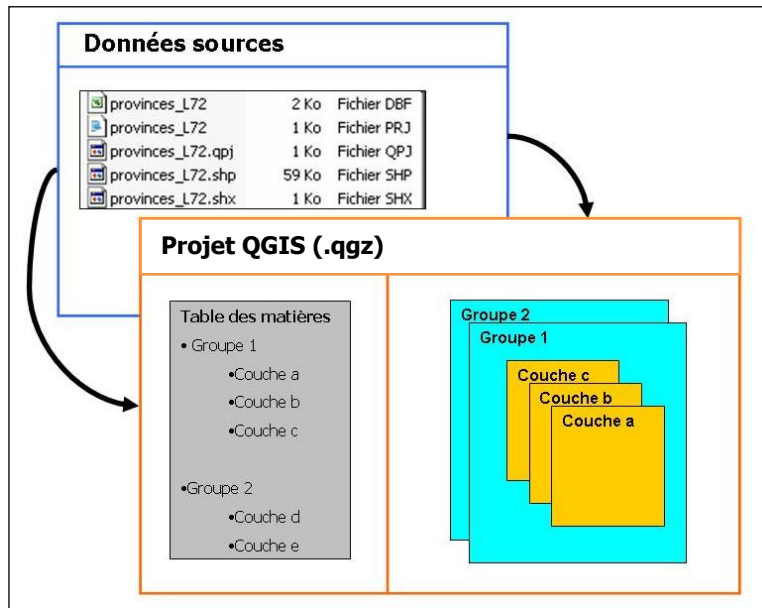 Données sources
provinces_L72 2 Ko Fichier DBF
provinces_L72 1 Ko Fichier PRJ
provinces_L72.qpj 1 Ko Fichier QPJ
provinces_L72.shp 59 Ko Fichier SHP
provinces_L72.shx 1 Ko Fichier SHX
Projet QGIS (.qgz)
Table des matières
• Groupe 1
•Couche a
•Couche b
•Couche c
•Groupe 2
•Couche d
•Couche e
Groupe 2
Groupe 1
Couche c
Couche b
Couche a